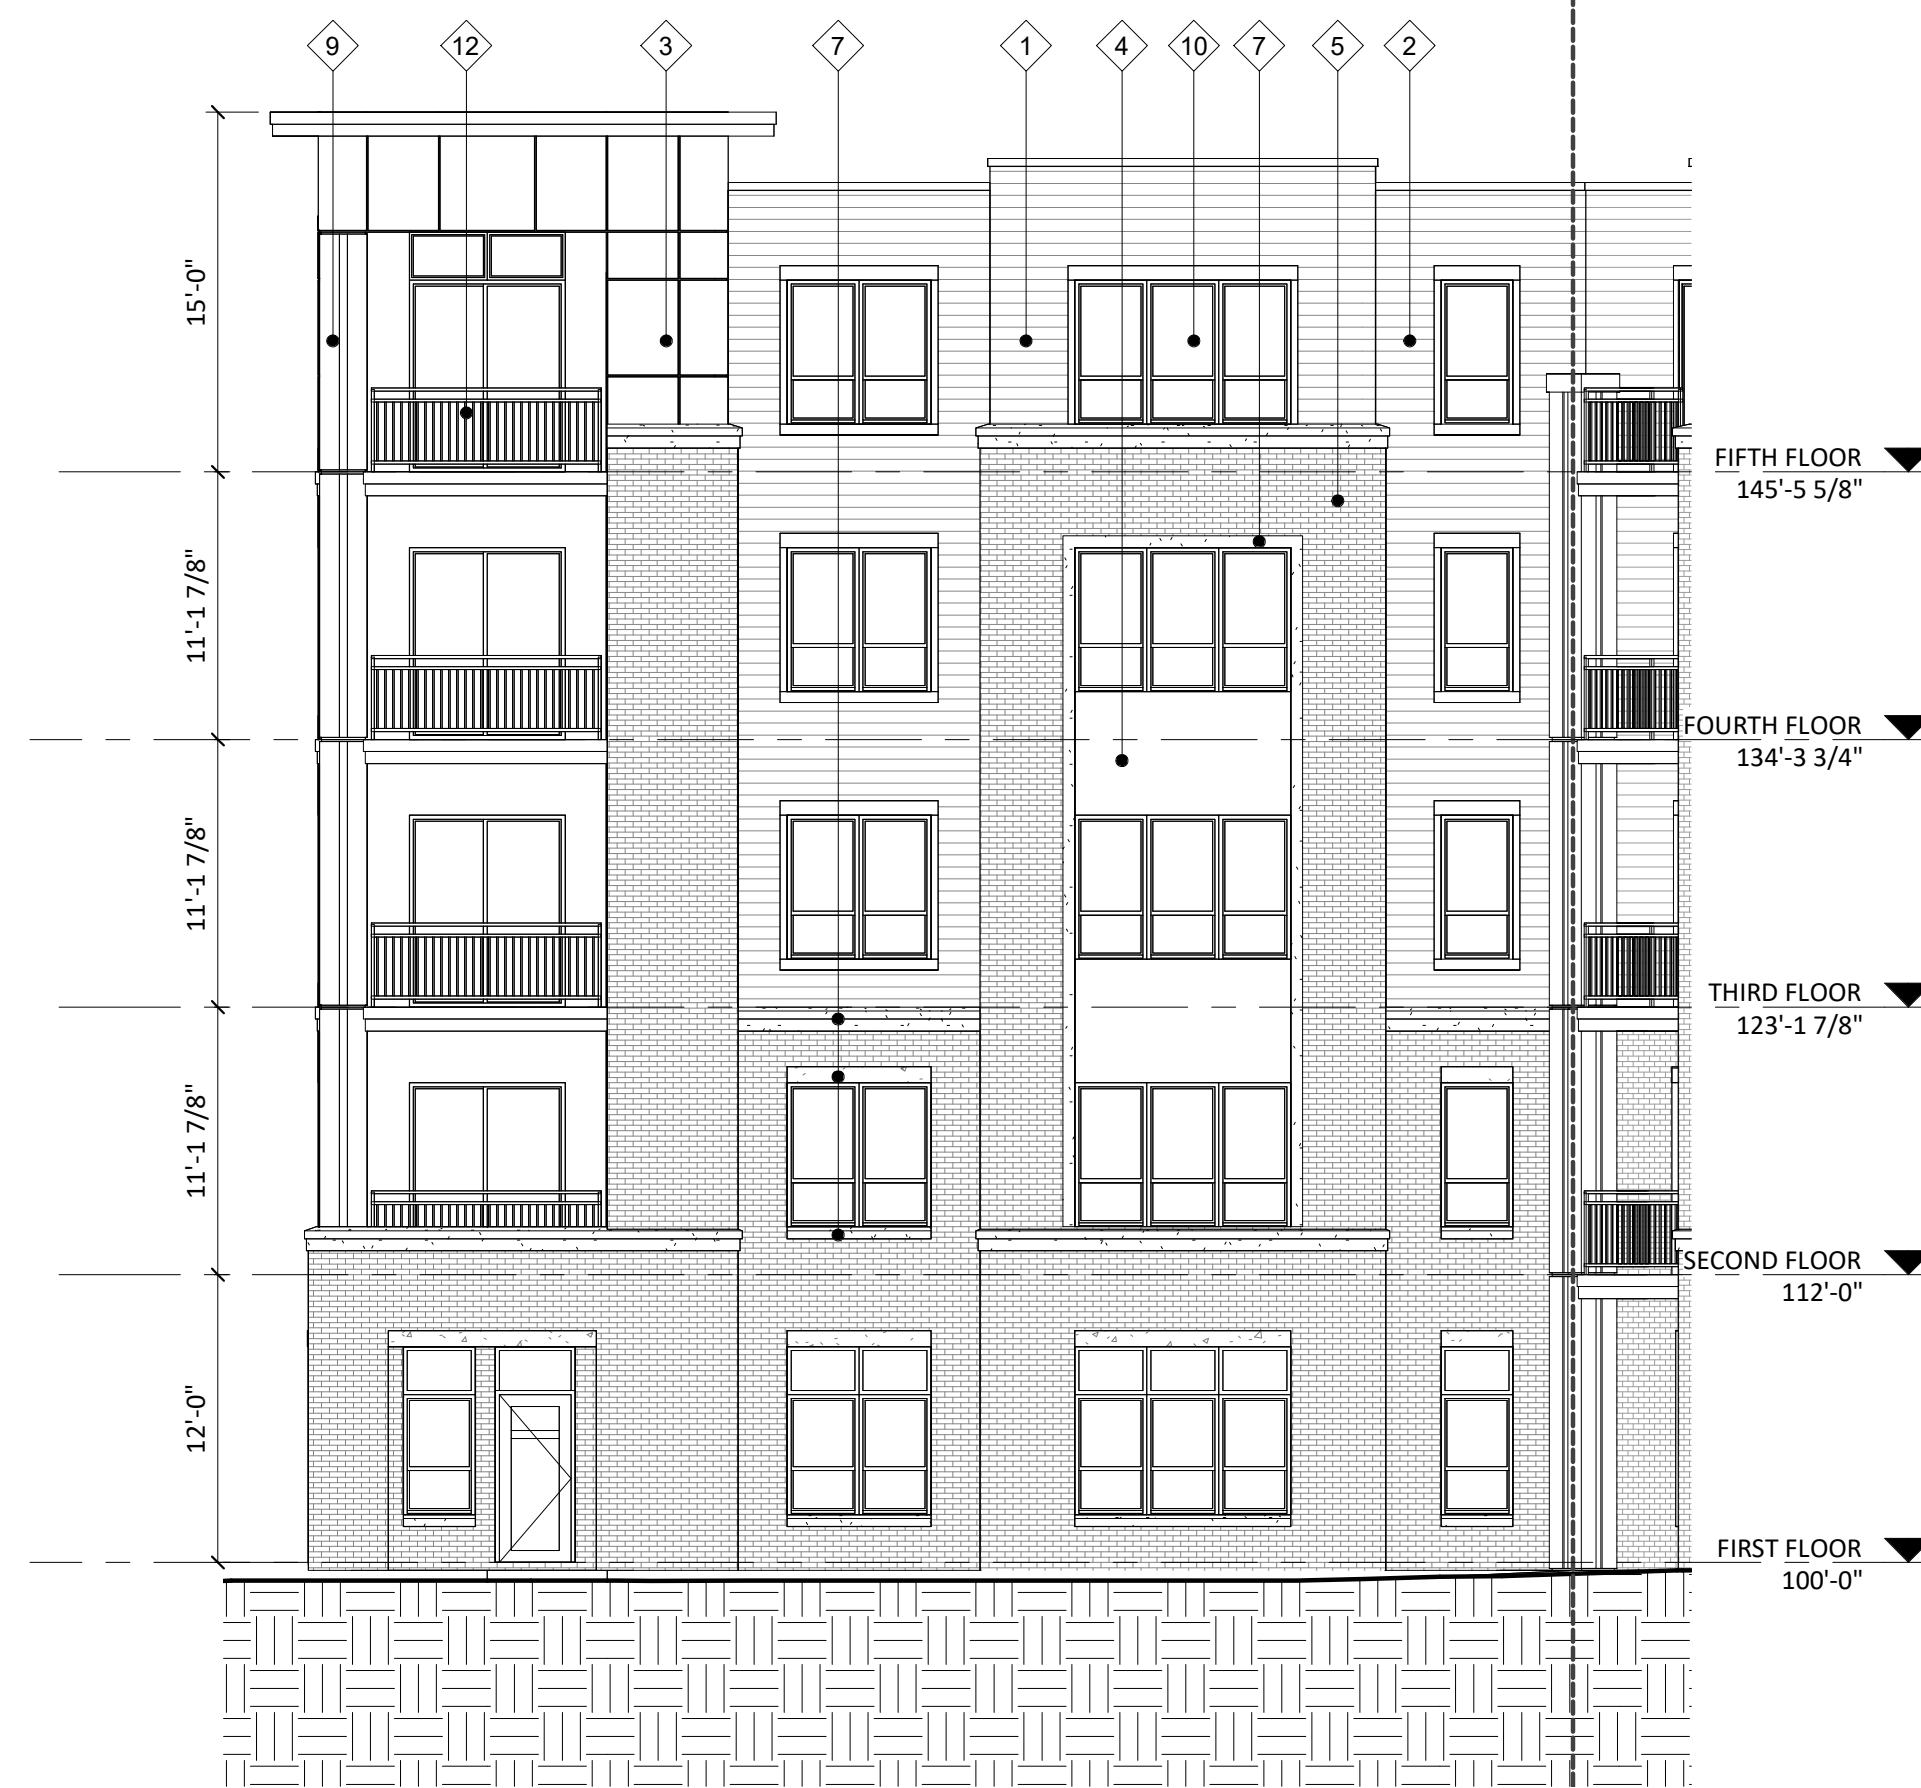 9 12 3 7 1 4 10 7 5 2
15'-0"
FIFTH FLOOR
145'-5 5/8"
11'-1 7/8"
FOURTH FLOOR
134'-3 3/4"
11'-1 7/8"
THIRD FLOOR
123'-1 7/8"
11'-1 7/8"
SECOND FLOOR
112'-0"
12'-0"
FIRST FLOOR
100'-0"